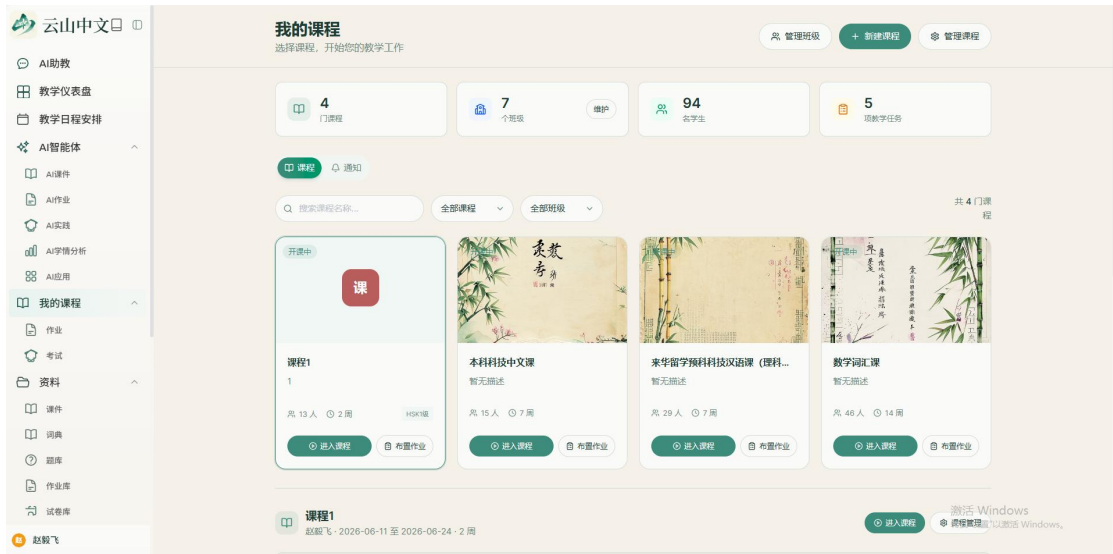 云山中文
AI助教
教学仪表盘
教学日程安排
AI智能体
AI课件
AI作业
AI实践
AI学情分析
AI应用
我的课程
作业
考试
资料
课件
词典
题库
作业库
试卷库
赵毅飞
我的课程
选择课程，开始您的教学工作
管理班级
+ 新建课程
管理课程
4
门课程
7
个班级
维护
94
名学生
5
项教学任务
课程
通知
搜索课程名称...
全部课程
全部班级
共 4 门课
程
开课中
课
课程1
1
13 人 2 周
HSK1级
进入课程
布置作业
本科科技中文课
暂无描述
15 人 7 周
进入课程
布置作业
来华留学预科科技汉语课（理科...
暂无描述
29 人 7 周
进入课程
布置作业
开课中
数学词汇课
暂无描述
46 人 14 周
进入课程
布置作业
课程1
赵毅飞 · 2026-06-11 至 2026-06-24 · 2 周
进入课程
课程管理
激活 Windows
以激活 Windows。